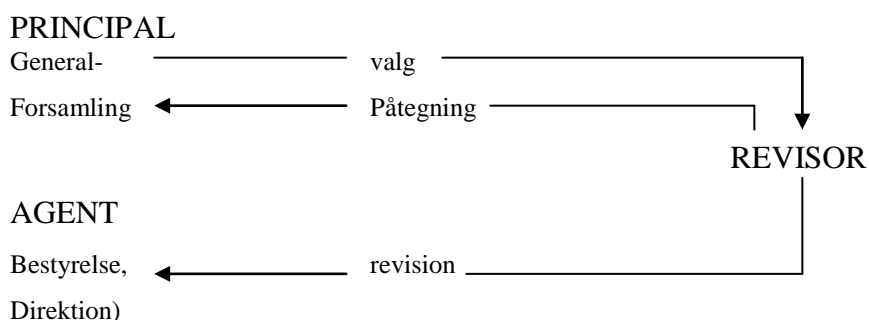 PRINCIPAL
General- valg
Forsamling Påtegning
REVISOR
AGENT
Bestyrelse, revision
Direktion)